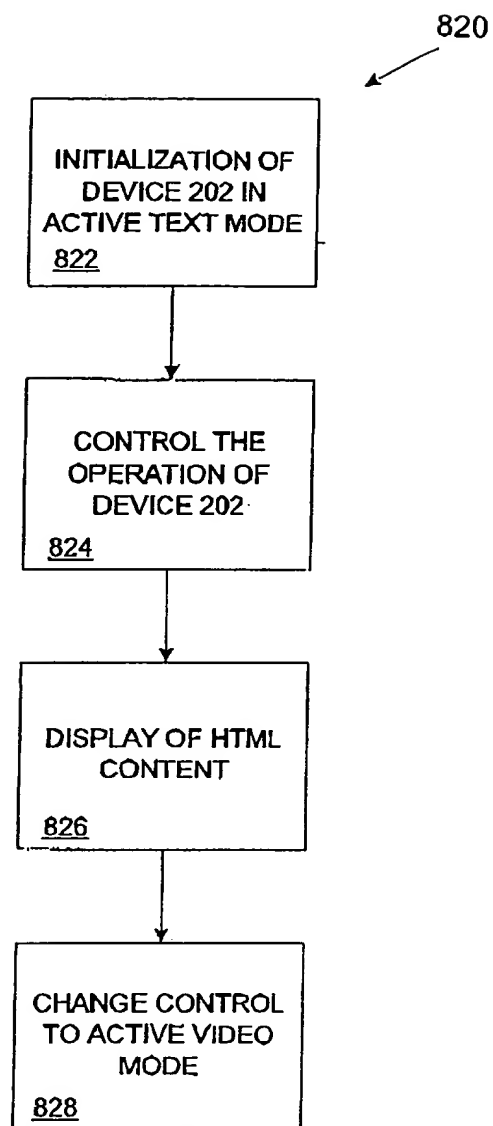 820
INITIALIZATION OF
DEVICE 202 IN
ACTIVE TEXT MODE
822
CONTROL THE
OPERATION OF
DEVICE 202
824
DISPLAY OF HTML
CONTENT
826
CHANGE CONTROL
TO ACTIVE VIDEO
MODE
828